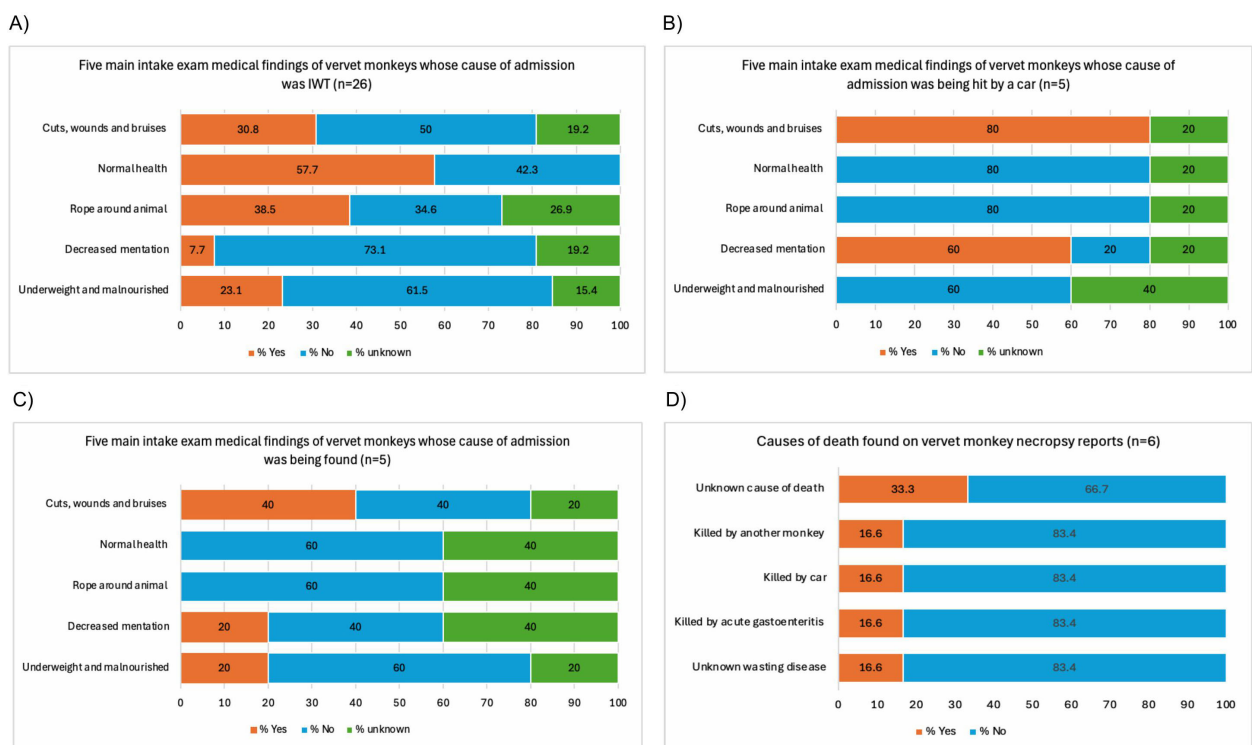 A)
Five main intake exam medical findings of vervet monkeys whose cause of admission
was IWT (n=26)
Cuts, wounds and bruises
30.8 50 19.2
Normal health
57.7 42.3
Rope around animal
38.5 34.6 26.9
Decreased mentation
7.7 73.1 19.2
Underweight and malnourished
23.1 61.5 15.4
0 10 20 30 40 50 60 70 80 90 100
% Yes % No % unknown
B)
Five main intake exam medical findings of vervet monkeys whose cause of
admission was being hit by a car (n=5)
Cuts, wounds and bruises
80 20
Normal health
80 20
Rope around animal
80 20
Decreased mentation
60 20 20
Underweight and malnourished
60 40
0 10 20 30 40 50 60 70 80 90 100
% Yes % No % unknown
C)
Five main intake exam medical findings of vervet monkeys whose cause of admission
was being found (n=5)
Cuts, wounds and bruises
40 40 20
Normal health
60 40
Rope around animal
60 40
Decreased mentation
20 40 40
Underweight and malnourished
20 60 20
0 10 20 30 40 50 60 70 80 90 100
% Yes % No % unknown
D)
Causes of death found on vervet monkey necropsy reports (n=6)
Unknown cause of death
33.3 66.7
Killed by another monkey
16.6 83.4
Killed by car
16.6 83.4
Killed by acute gastoenteritis
16.6 83.4
Unknown wasting disease
16.6 83.4
0 10 20 30 40 50 60 70 80 90 100
% Yes % No